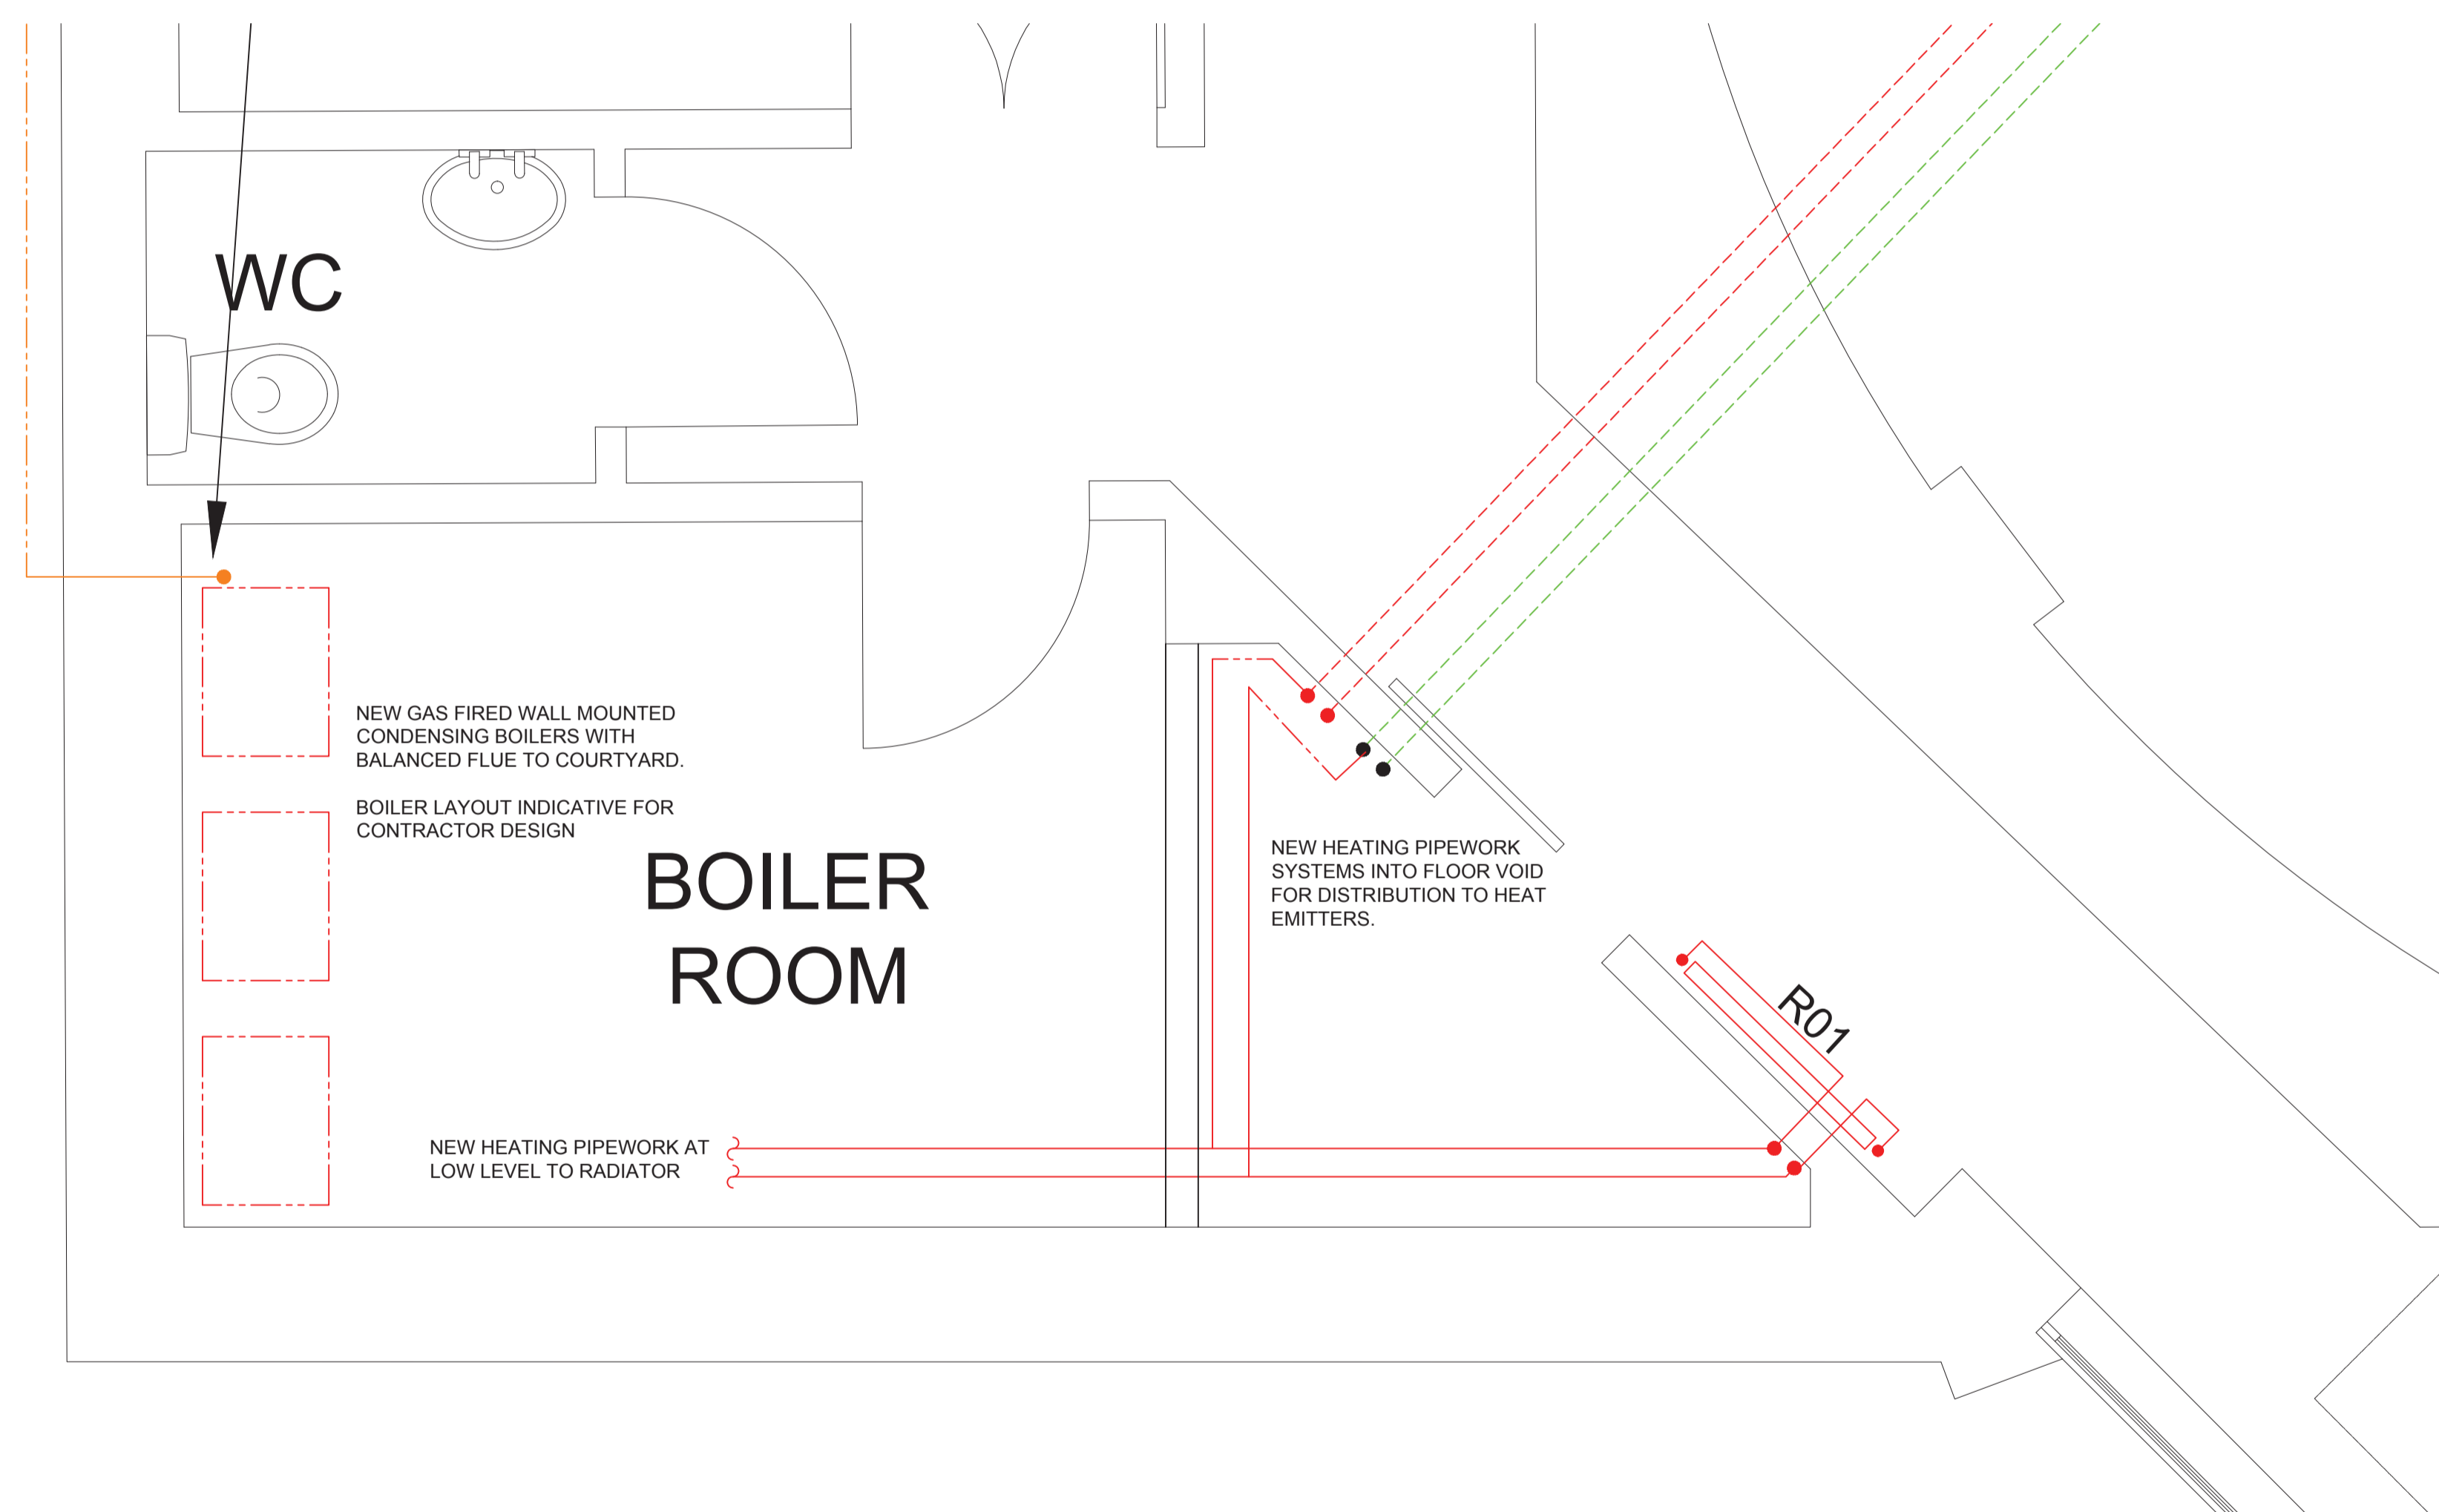 WC
NEW GAS FIRED WALL MOUNTED
CONDENSING BOILERS WITH
BALANCED FLUE TO COURTYARD.
BOILER LAYOUT INDICATIVE FOR
CONTRACTOR DESIGN
BOILER
ROOM
NEW HEATING PIPEWORK
SYSTEMS INTO FLOOR VOID
FOR DISTRIBUTION TO HEAT
EMITTERS.
R01
NEW HEATING PIPEWORK AT
LOW LEVEL TO RADIATOR